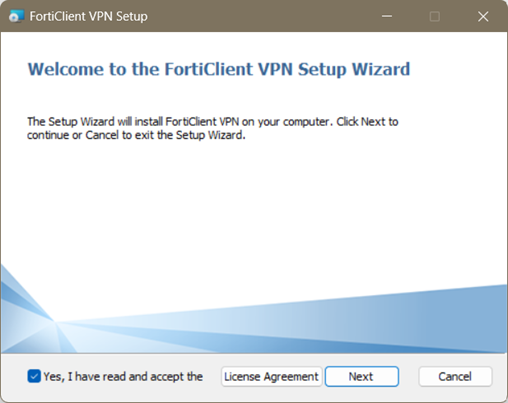 FortiClient VPN Setup
Welcome to the FortiClient VPN Setup Wizard
The Setup Wizard will install FortiClient VPN on your computer. Click Next to
continue or Cancel to exit the Setup Wizard.
Yes, I have read and accept the License Agreement Next Cancel